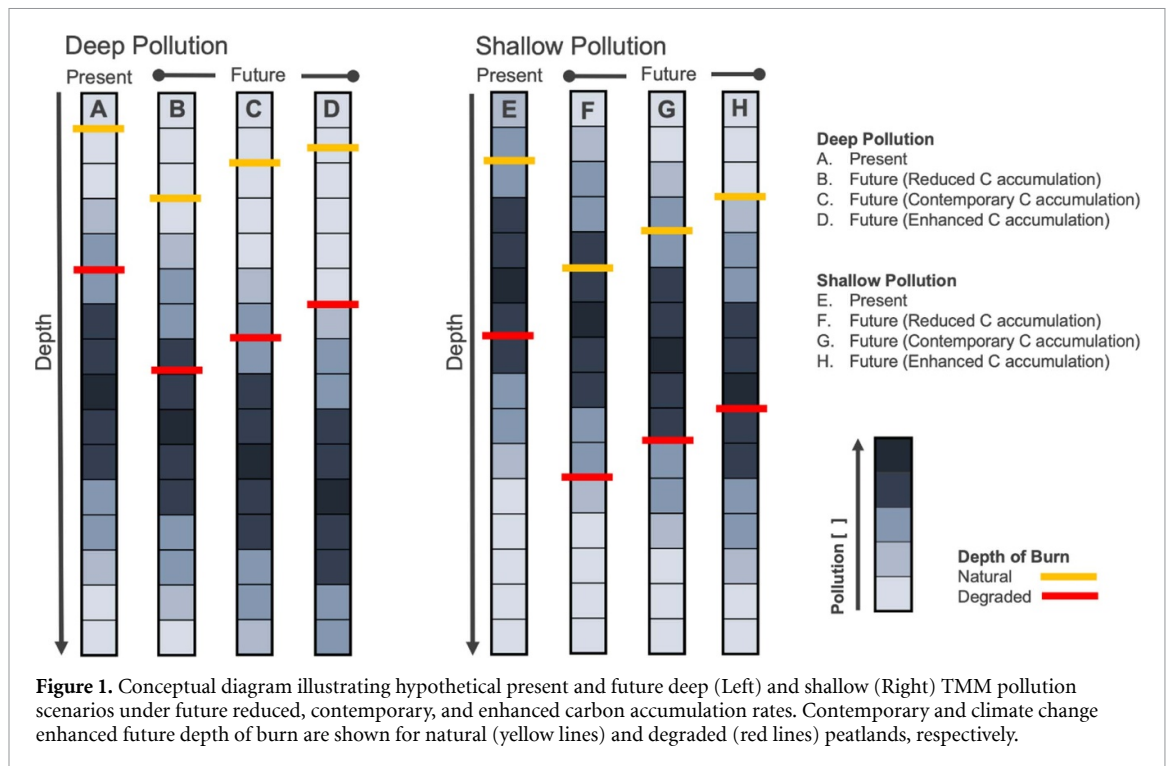 Deep Pollution
Present
Future
A
B
C
D
Depth
Shallow Pollution
Present
Future
E
F
G
H
Depth
Deep Pollution
A. Present
B. Future (Reduced C accumulation)
C. Future (Contemporary C accumulation)
D. Future (Enhanced C accumulation)
Shallow Pollution
E. Present
F. Future (Reduced C accumulation)
G. Future (Contemporary C accumulation)
H. Future (Enhanced C accumulation)
Pollution [ ]
Depth of Burn
Natural
Degraded
Figure 1. Conceptual diagram illustrating hypothetical present and future deep (Left) and shallow (Right) TMM pollution
scenarios under future reduced, contemporary, and enhanced carbon accumulation rates. Contemporary and climate change
enhanced future depth of burn are shown for natural (yellow lines) and degraded (red lines) peatlands, respectively.